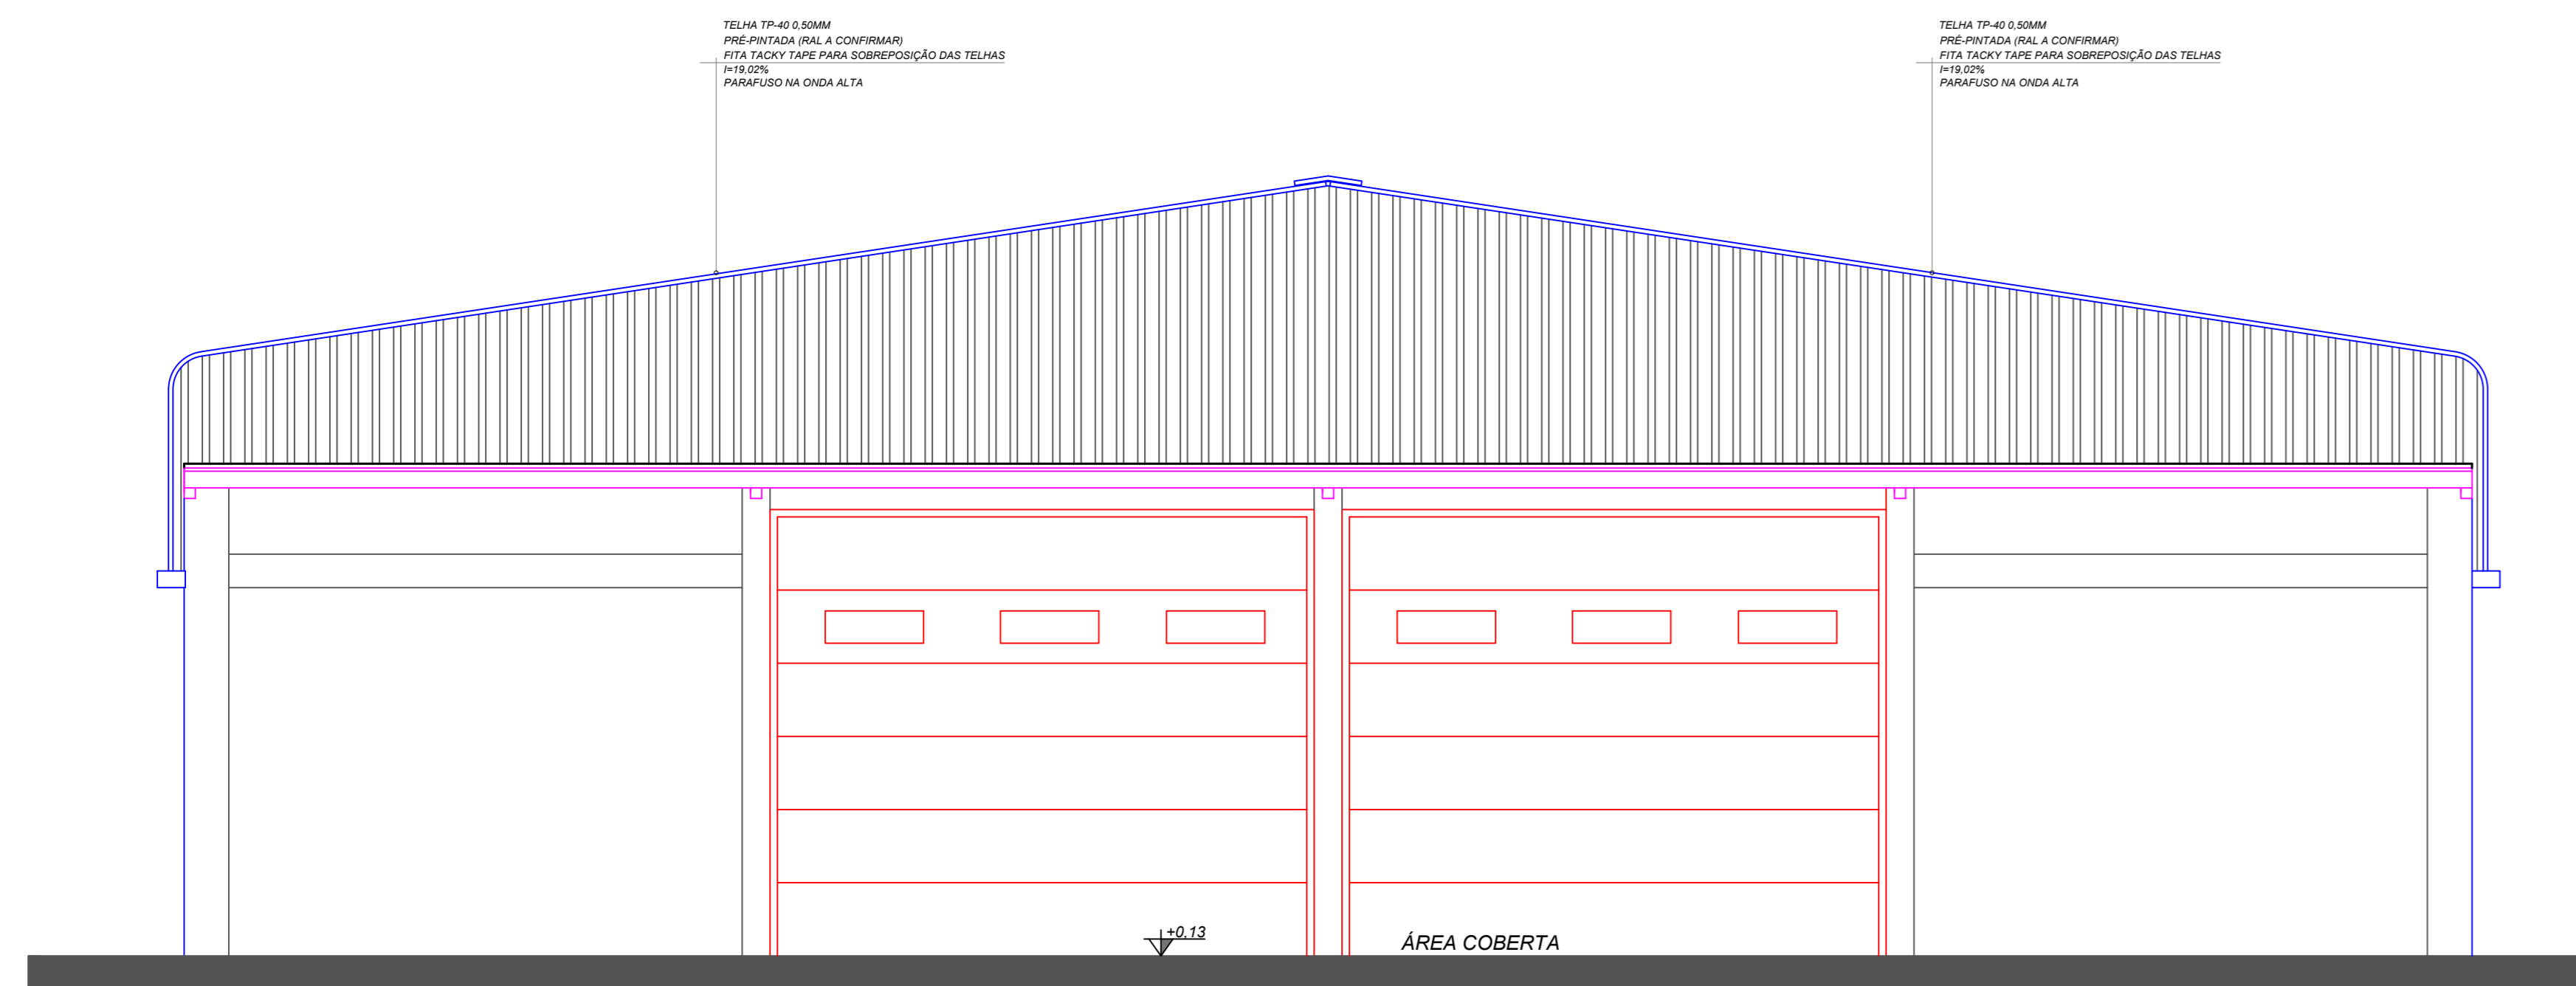 TELHA TP-40 0,50MM
PRÉ-PINTADA (RAL A CONFIRMAR)
FITA TACKY TAPE PARA SOBREPOSIÇÃO DAS TELHAS
I=19,02%
PARAFUSO NA ONDA ALTA
TELHA TP-40 0,50MM
PRÉ-PINTADA (RAL A CONFIRMAR)
FITA TACKY TAPE PARA SOBREPOSIÇÃO DAS TELHAS
I=19,02%
PARAFUSO NA ONDA ALTA
+0,13
ÁREA COBERTA